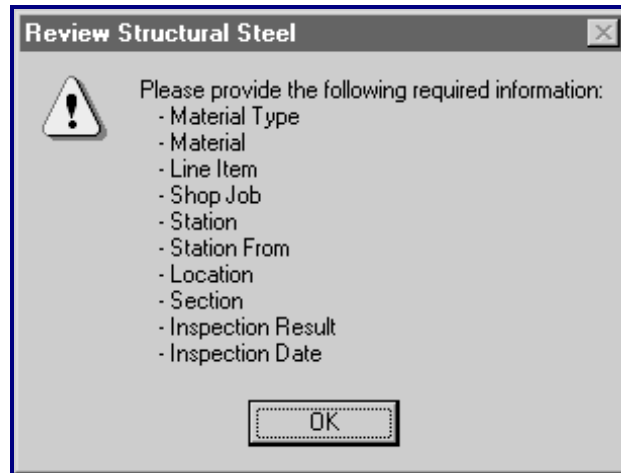 Review Structural Steel
Please provide the following required information:
- Material Type
- Material
- Line Item
- Shop Job
- Station
- Station From
- Location
- Section
- Inspection Result
- Inspection Date
OK